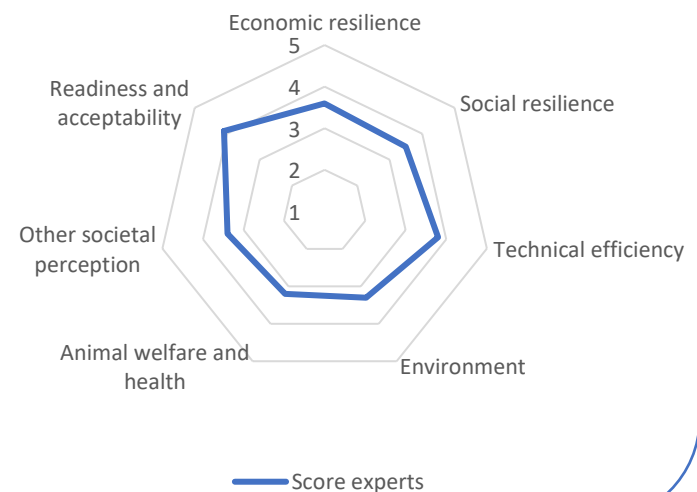 Economic resilience
5
Readiness and
acceptability
4
Social resilience
3
2
1
Other societal
perception
Technical efficiency
Animal welfare and
health
Environment
Score experts